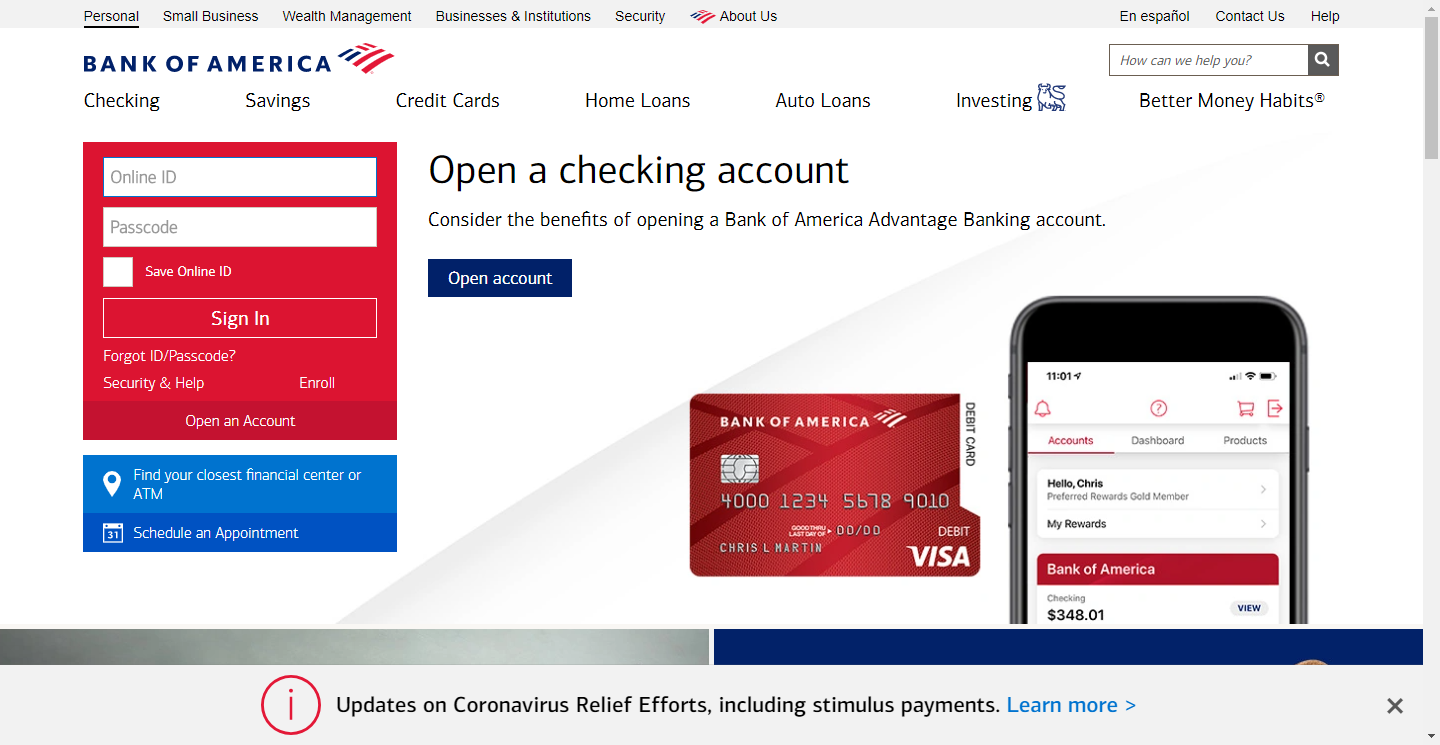 Personal Small Business Wealth Management Businesses & Institutions Security About Us En español Contact Us Help
BANK OF AMERICA
How can we help you?
Checking Savings Credit Cards Home Loans Auto Loans Investing Better Money Habits®
Online ID
Passcode
Save Online ID
Sign In
Forgot ID/Passcode?
Security & Help Enroll
Open an Account
Find your closest financial center or
ATM
31 Schedule an Appointment
Open a checking account
Consider the benefits of opening a Bank of America Advantage Banking account.
Open account
BANK OF AMERICA
DEBIT CARD
4000 1234 5678 9010
GOOD THRU
LAST DAY OF 00/00
DEBIT
CHRIS L MARTIN
VISA
11:01
Accounts Dashboard Products
Hello, Chris
Preferred Rewards Gold Member
My Rewards
Bank of America
Checking
$348.01
VIEW
Updates on Coronavirus Relief Efforts, including stimulus payments. Learn more >